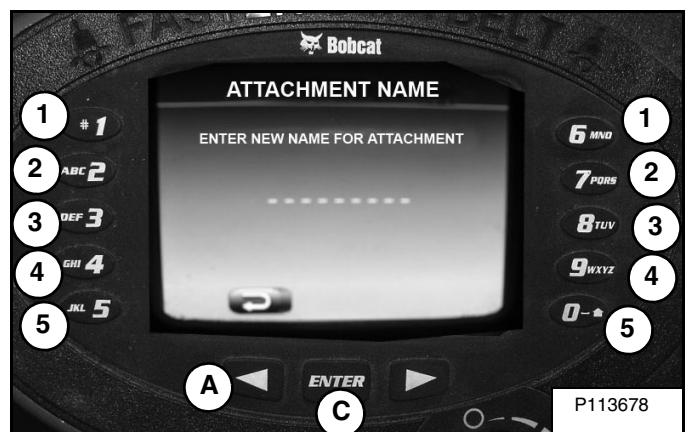 FASTEN BELT
Bobcat
ATTACHMENT NAME
ENTER NEW NAME FOR ATTACHMENT
1 # 1
2 ABC 2
3 DEF 3
4 GHI 4
5 JKL 5
6 MNO 1
7 PQRS 2
8 TUV 3
9 WXYZ 4
0 - 5
A
ENTER
C
P113678